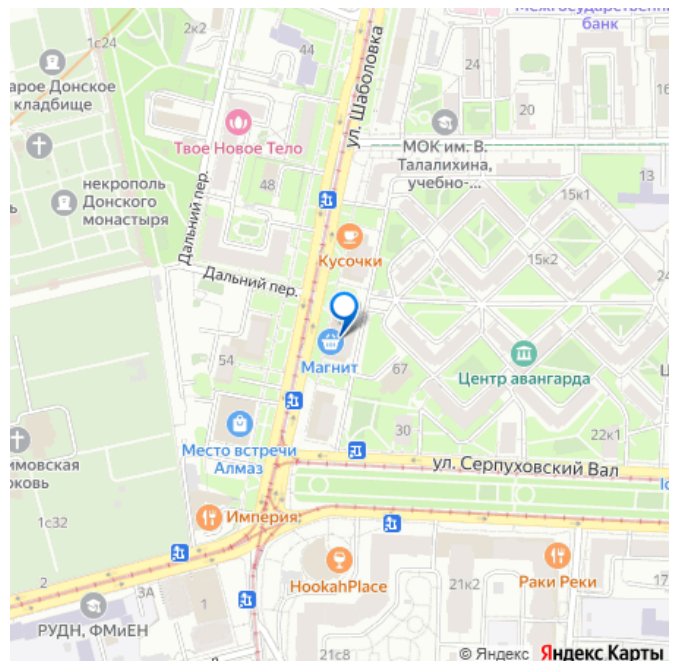 Межгосударственный
банк
1с24
2к2
44
24
20
16
ул. Шаболовка
арое Донское
кладбище
Твое Новое Тело
МОК им. В.
Талалихина,
учебно-...
13
некрополь
Донского
монастыря
48
15к1
Дальний пер.
Кусочки
15к2
24
Дальний пер.
Магнит
54
67
Центр авангарда
Ц
Место встречи
Алмаз
30
22к1
имовская
рковь
ул. Серпуховский Вал
Империя
1с32
HookahPlace
Раки Реки
2
3А
1
21к2
17
РУДН, ФМиЕН
21с8
© Яндекс Яндекс Карты